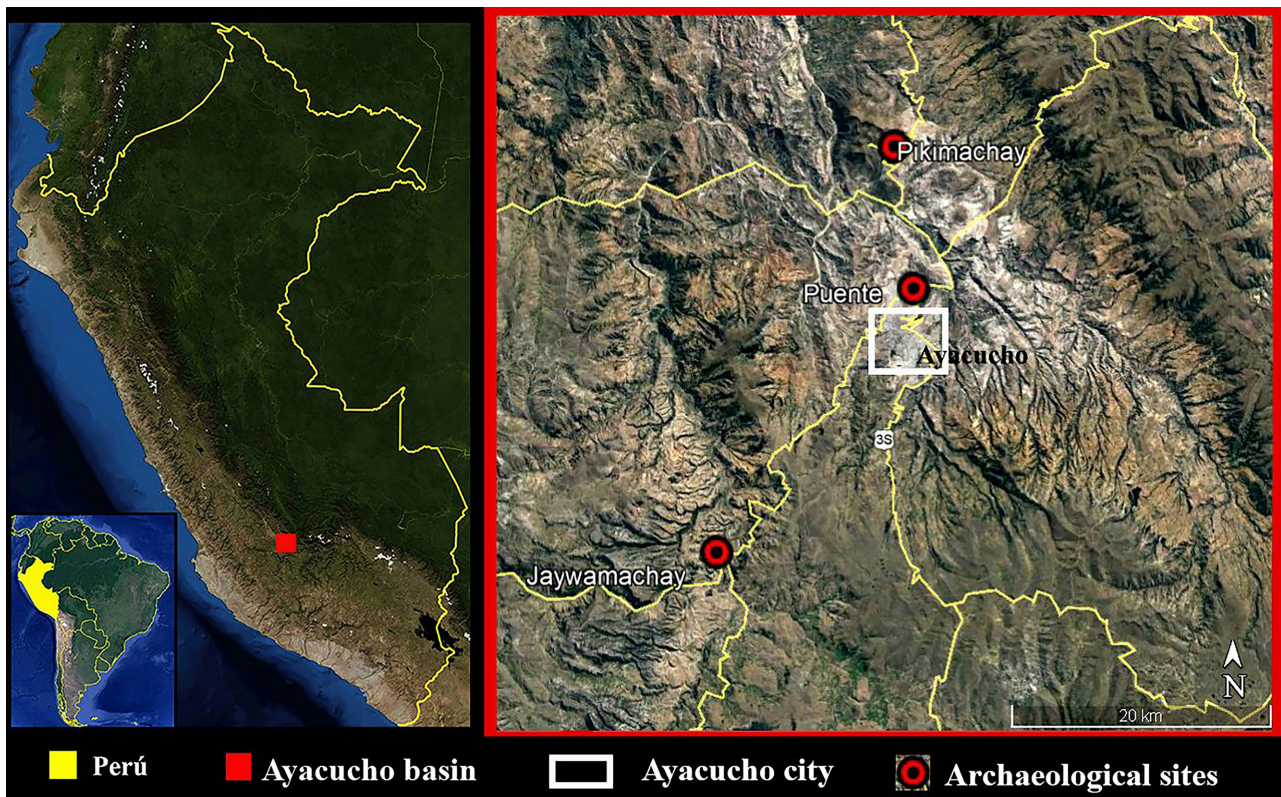 Pikimachay
Puente
Ayacucho
3S
Jaywamachay
N
20 km
Perú
Ayacucho basin
Ayacucho city
Archaeological sites